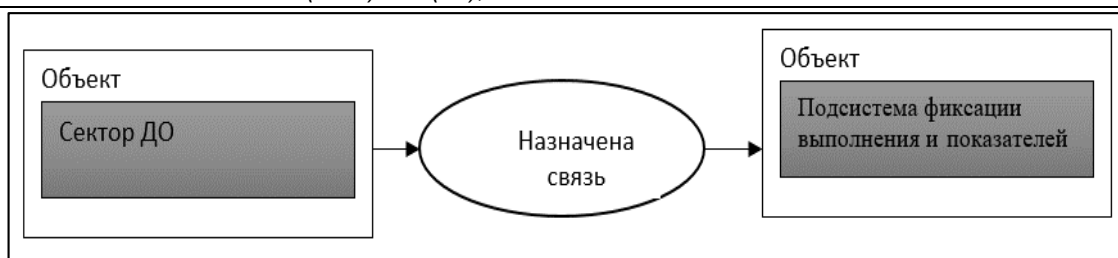 Объект
Сектор ДО
Назначена
связь
Объект
Подсистема фиксации
выполнения и показателей